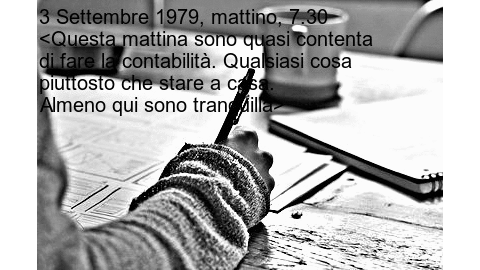 3 Settembre 1979, mattino, 7.30
<Questa mattina sono quasi contenta
di fare la contabilità. Qualsiasi cosa
piuttosto che stare a casa.
Almeno qui sono tranquilla>